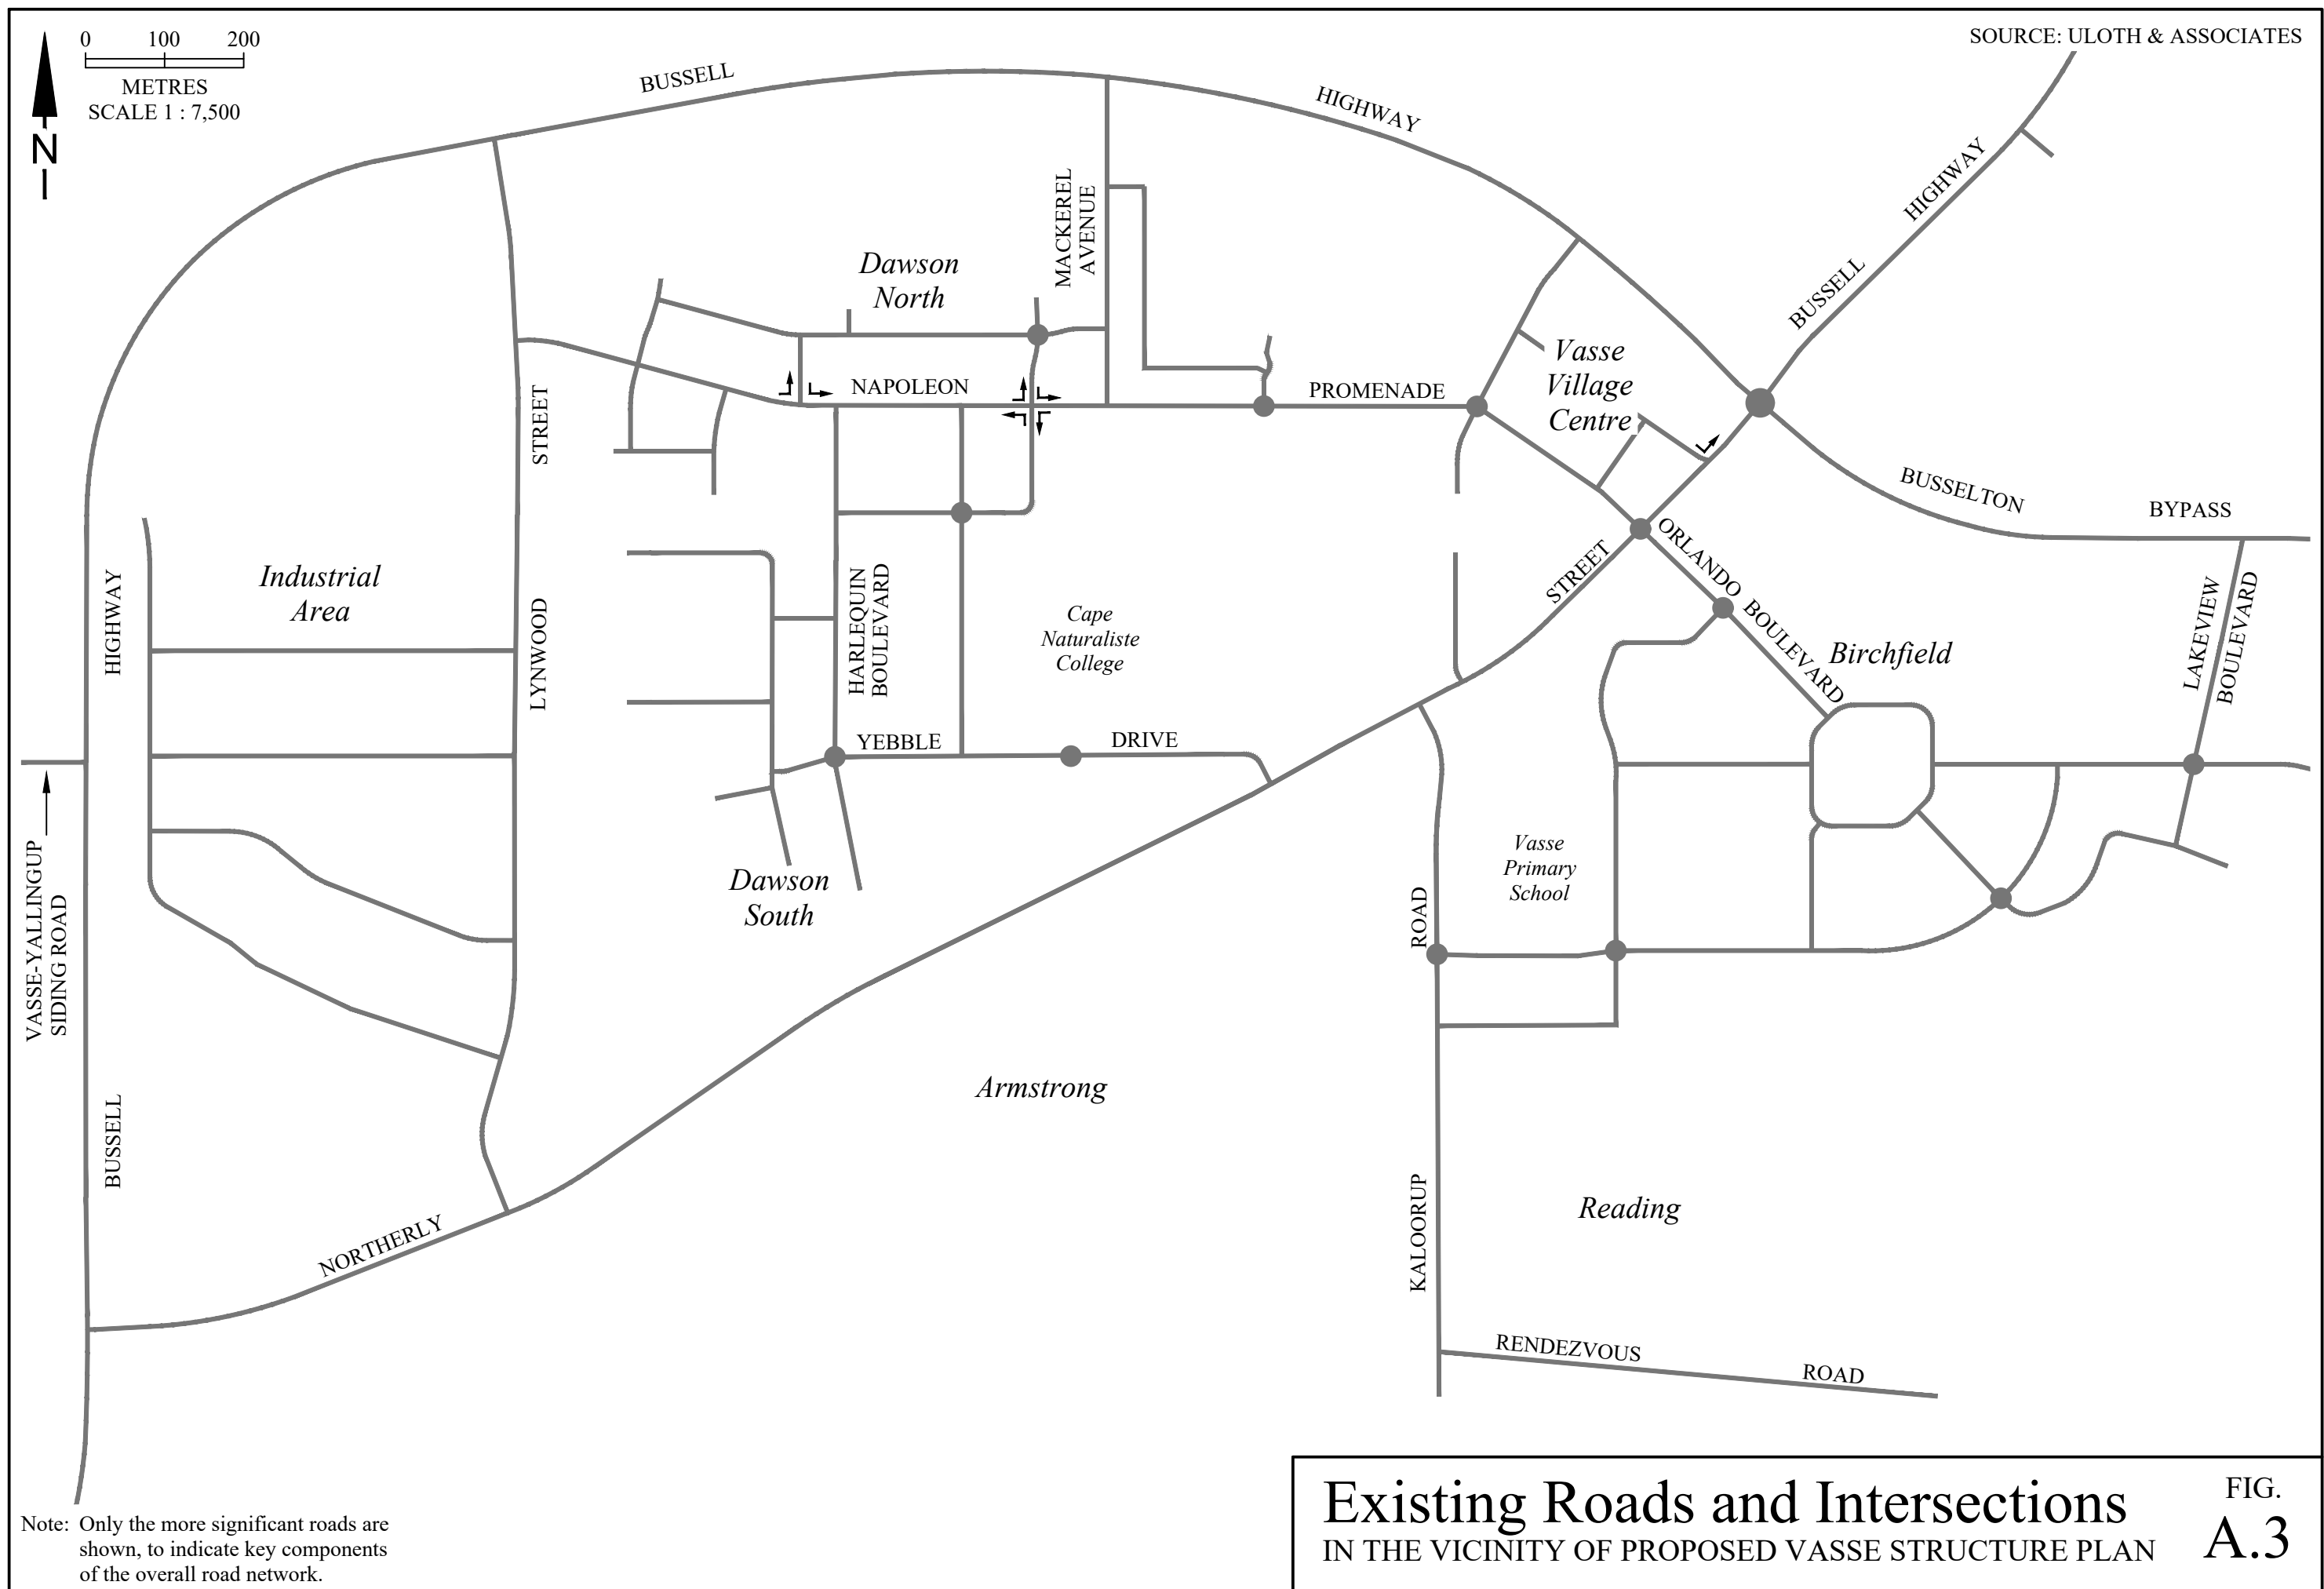 0 100 200
METRES
SCALE 1 : 7,500
N
SOURCE: ULOTH & ASSOCIATES
BUSSELL
HIGHWAY
HIGHWAY
BUSSELL
MACKEREL
AVENUE
Dawson
North
Vasse
Village
Centre
NAPOLEON
PROMENADE
STREET
BUSSELTON
BYPASS
ORLANDO
BOULEVARD
STREET
HIGHWAY
Industrial
Area
LYNWOOD
HARLEQUIN
BOULEVARD
Cape
Naturaliste
College
Birchfield
LAKEVIEW
BOULEVARD
YEBBLE
DRIVE
VASSE-YALLINGUP
SIDING ROAD
Dawson
South
Vasse
Primary
School
ROAD
Armstrong
BUSSELL
NORTHERLY
KALOORUP
Reading
RENDEZVOUS
ROAD
Note: Only the more significant roads are
shown, to indicate key components
of the overall road network.
Existing Roads and Intersections
IN THE VICINITY OF PROPOSED VASSE STRUCTURE PLAN
FIG.
A.3